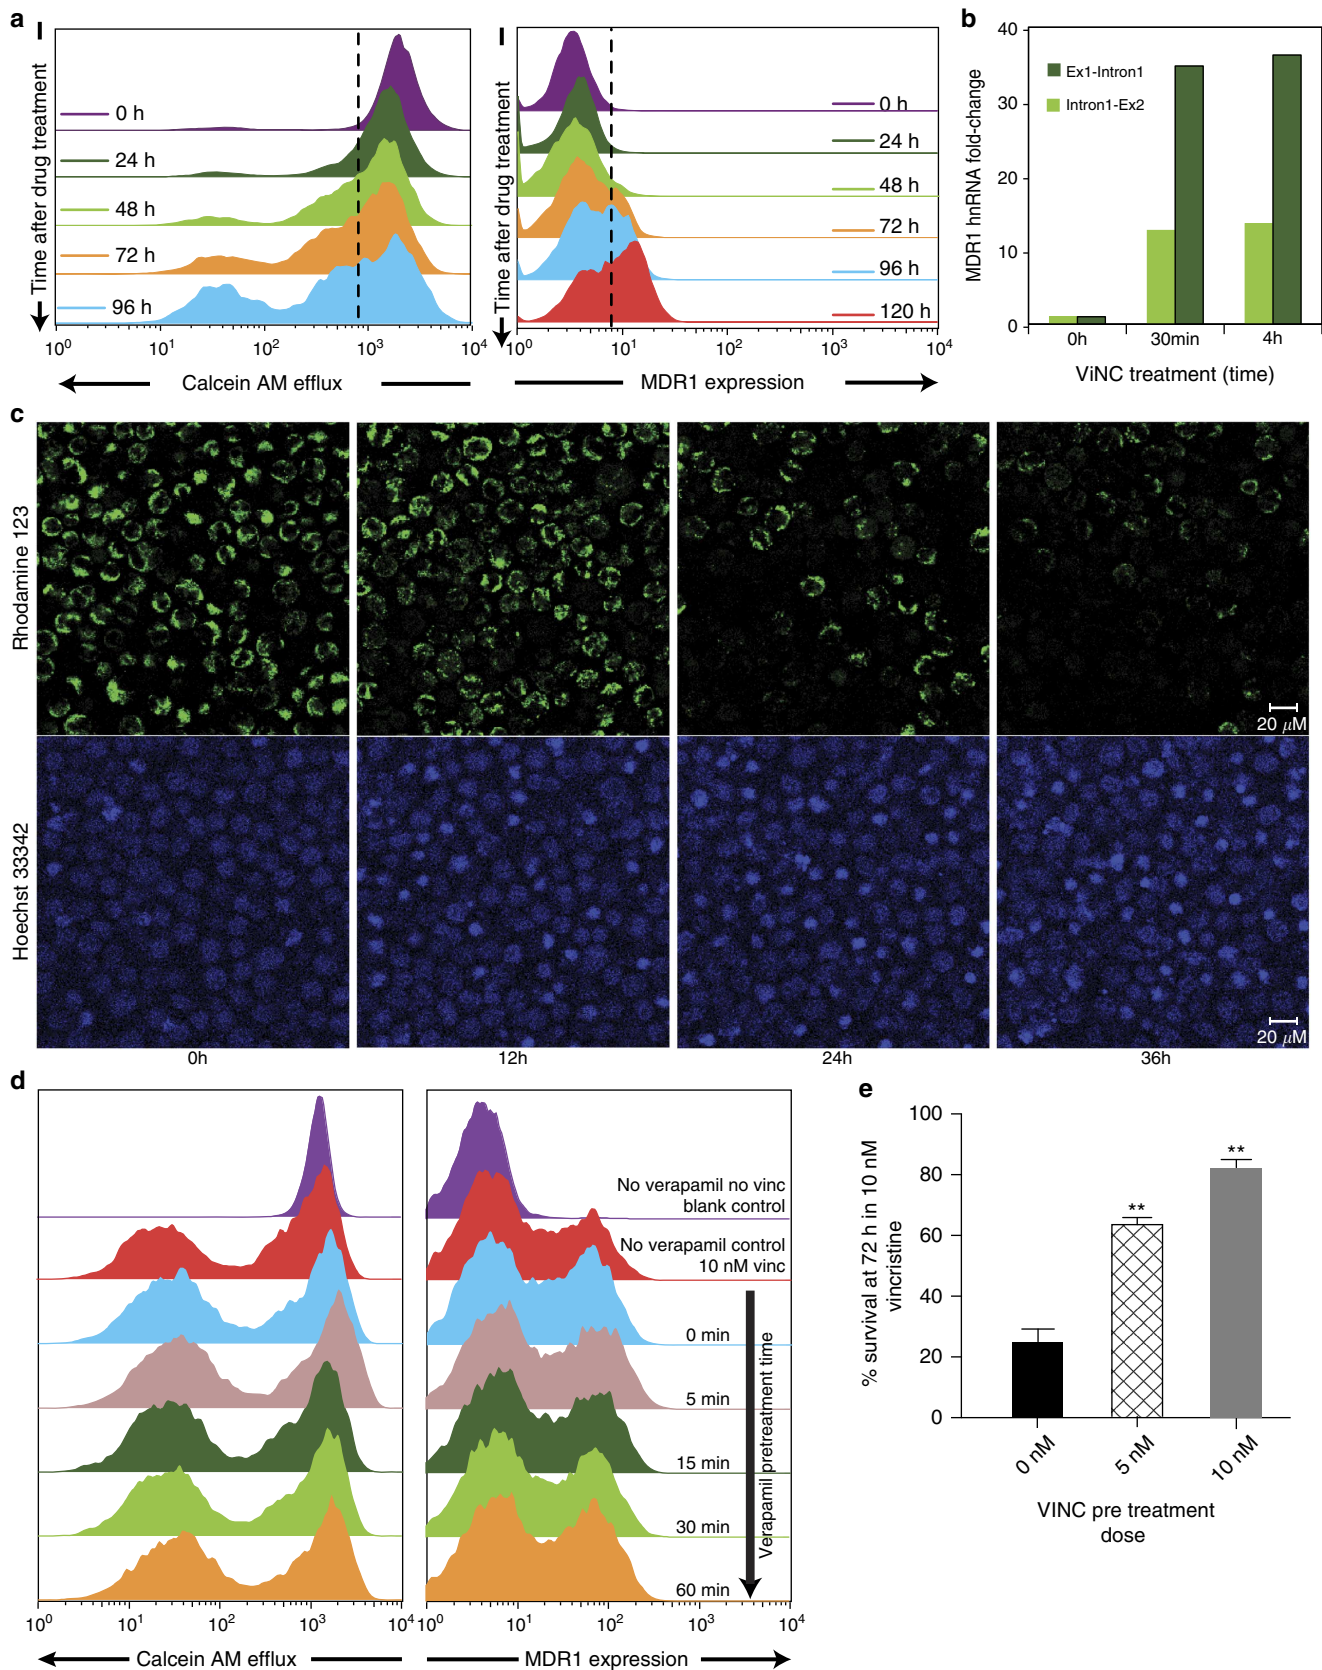 a
I
Time after drug treatment
0 h
24 h
48 h
72 h
96 h
10⁰ 10¹ 10² 10³ 10⁴
Calcein AM efflux
I
Time after drug treatment
0 h
24 h
48 h
72 h
96 h
120 h
10⁰ 10¹ 10² 10³ 10⁴
MDR1 expression
b
MDR1 hnRNA fold-change
40
30
20
10
0
Ex1-Intron1
Intron1-Ex2
0h 30min 4h
ViNC treatment (time)
c
Rhodamine 123
20 μM
Hoechst 33342
20 μM
0h 12h 24h 36h
d
No verapamil no vinc
blank control
No verapamil control
10 nM vinc
0 min
5 min
15 min
30 min
60 min
Verapamil pretreatment time
10⁰ 10¹ 10² 10³ 10⁴
Calcein AM efflux
10⁰ 10¹ 10² 10³ 10⁴
MDR1 expression
e
% survival at 72 h in 10 nM
vincristine
100
80
60
40
20
0
**
**
0 nM 5 nM 10 nM
VINC pre treatment
dose